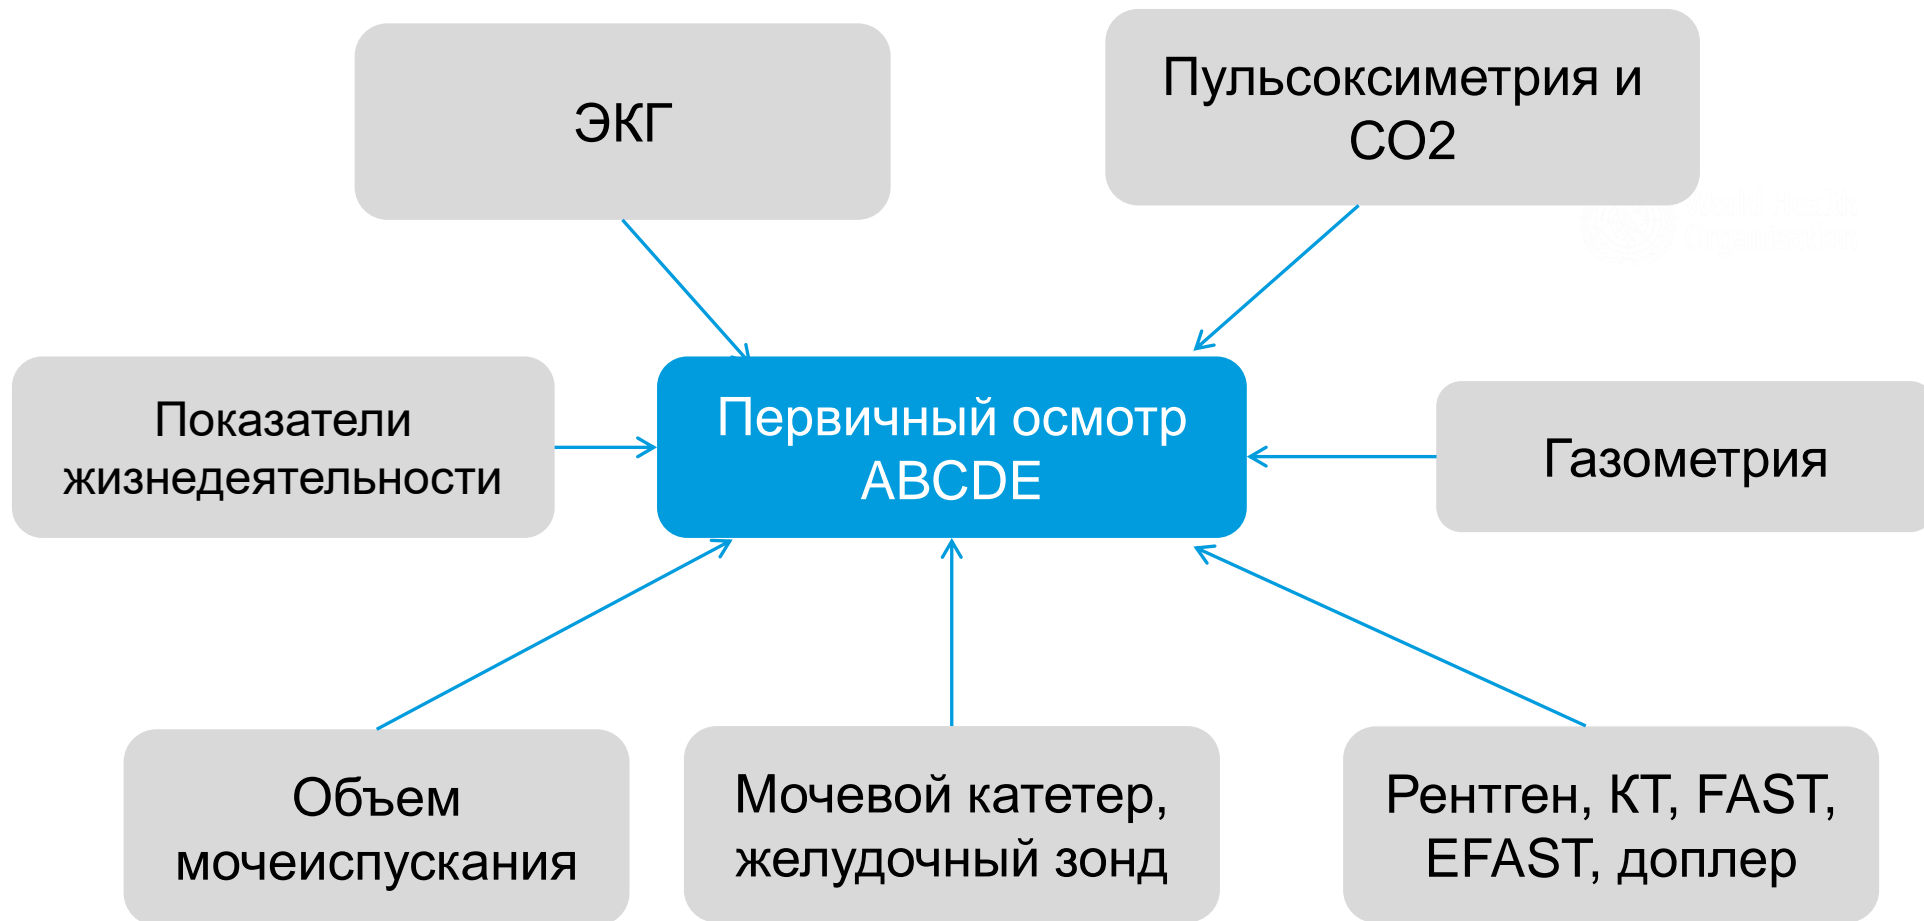 ЭКГ
Пульсоксиметрия и
CO2
Показатели
жизнедеятельности
Первичный осмотр
ABCDE
Газометрия
Объем
мочеиспускания
Мочевой катетер,
желудочный зонд
Рентген, КТ, FAST,
EFAST, доплер